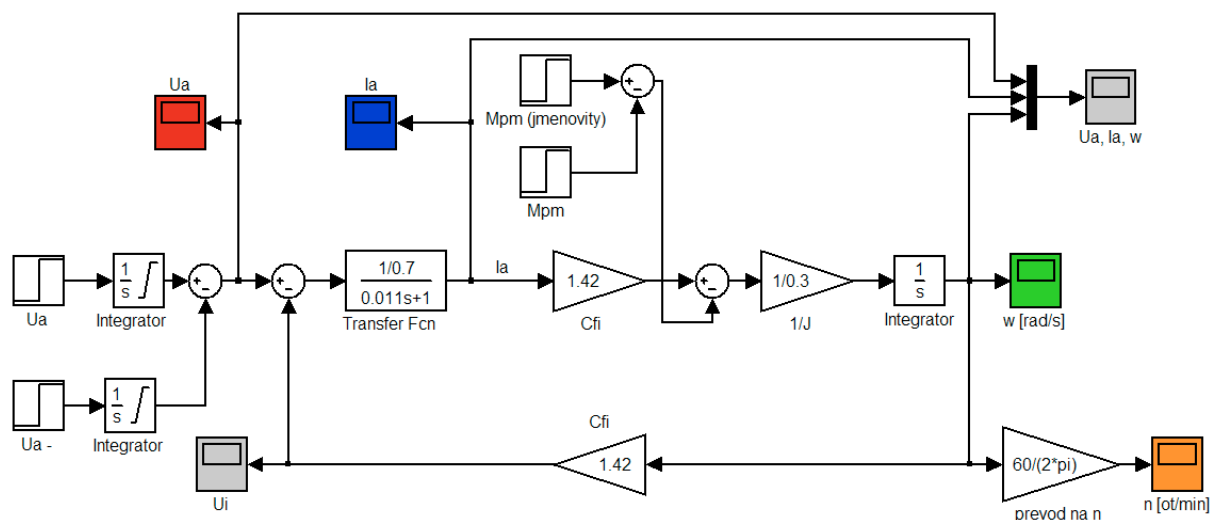 Ua
Ia
Mpm (jmenovity)
Mpm
Ua, Ia, w
+
-
+
-
+
-
+
-
Ua
1
s
Integrator
1/0.7
0.011s+1
Transfer Fcn
Ia
1.42
Cfi
1/0.3
1/J
1
s
Integrator
w [rad/s]
Ua -
1
s
Integrator
Ui
Cfi
1.42
60/(2*pi)
prevod na n
n [ot/min]